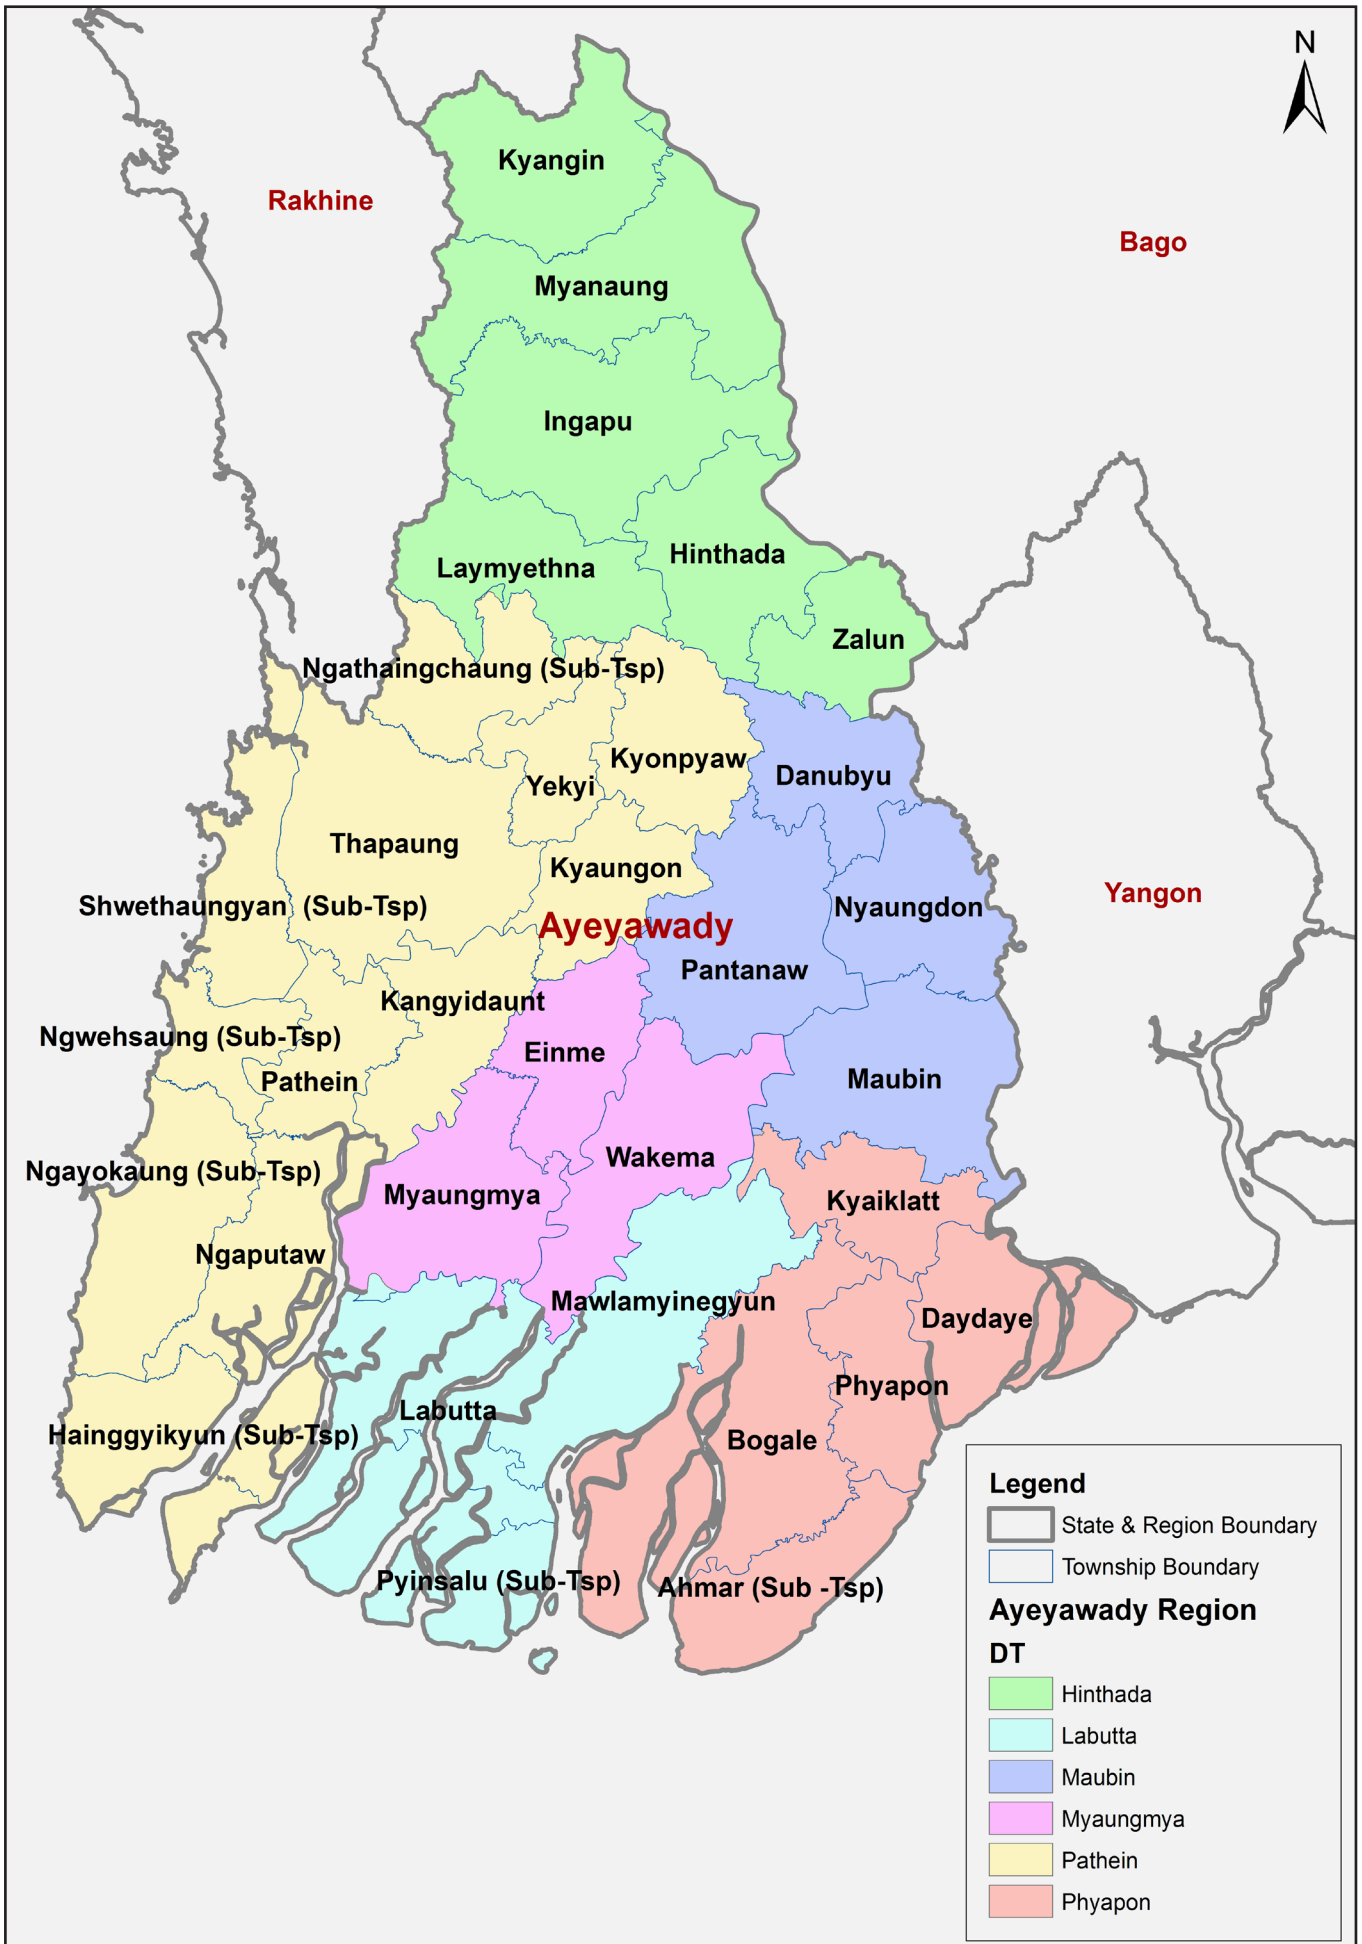 N
Kyangin
Rakhine
Bago
Myanaung
Ingapu
Hinthada
Laymyethna
Zalun
Ngathaingchaung (Sub-Tsp)
Kyonpyaw
Danubyu
Yekyi
Thapaung
Kyaungon
Yangon
Shwethaungyan (Sub-Tsp)
Nyaungdon
Ayeyawady
Pantanaw
Kangyidaunt
Ngwehsaung (Sub-Tsp)
Einme
Pathein
Maubin
Wakema
Ngayokaung (Sub-Tsp)
Myaungmya
Kyaiklatt
Ngaputaw
Mawlamyinegyun
Daydaye
Phyapon
Labutta
Hainggyikyun (Sub-Tsp)
Bogale
Pyinsalu (Sub-Tsp)
Ahmar (Sub -Tsp)
Legend
State & Region Boundary
Township Boundary
Ayeyawady Region
DT
Hinthada
Labutta
Maubin
Myaungmya
Pathein
Phyapon